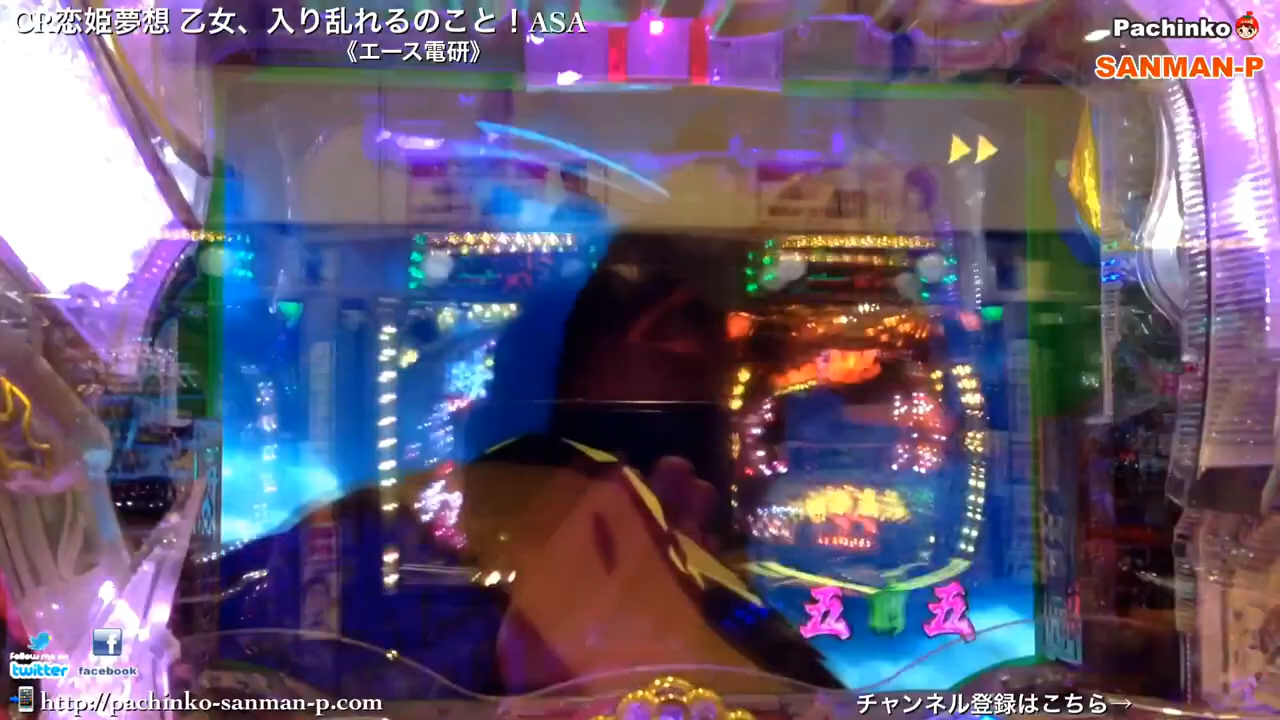 CR恋姫夢想 乙女、入り乱れるのこと！ASA
《エース電研》
Pachinko
SANMAN-P
五 五
Follow me on
twitter
facebook
http://pachinko-sanman-p.com
チャンネル登録はこちら→